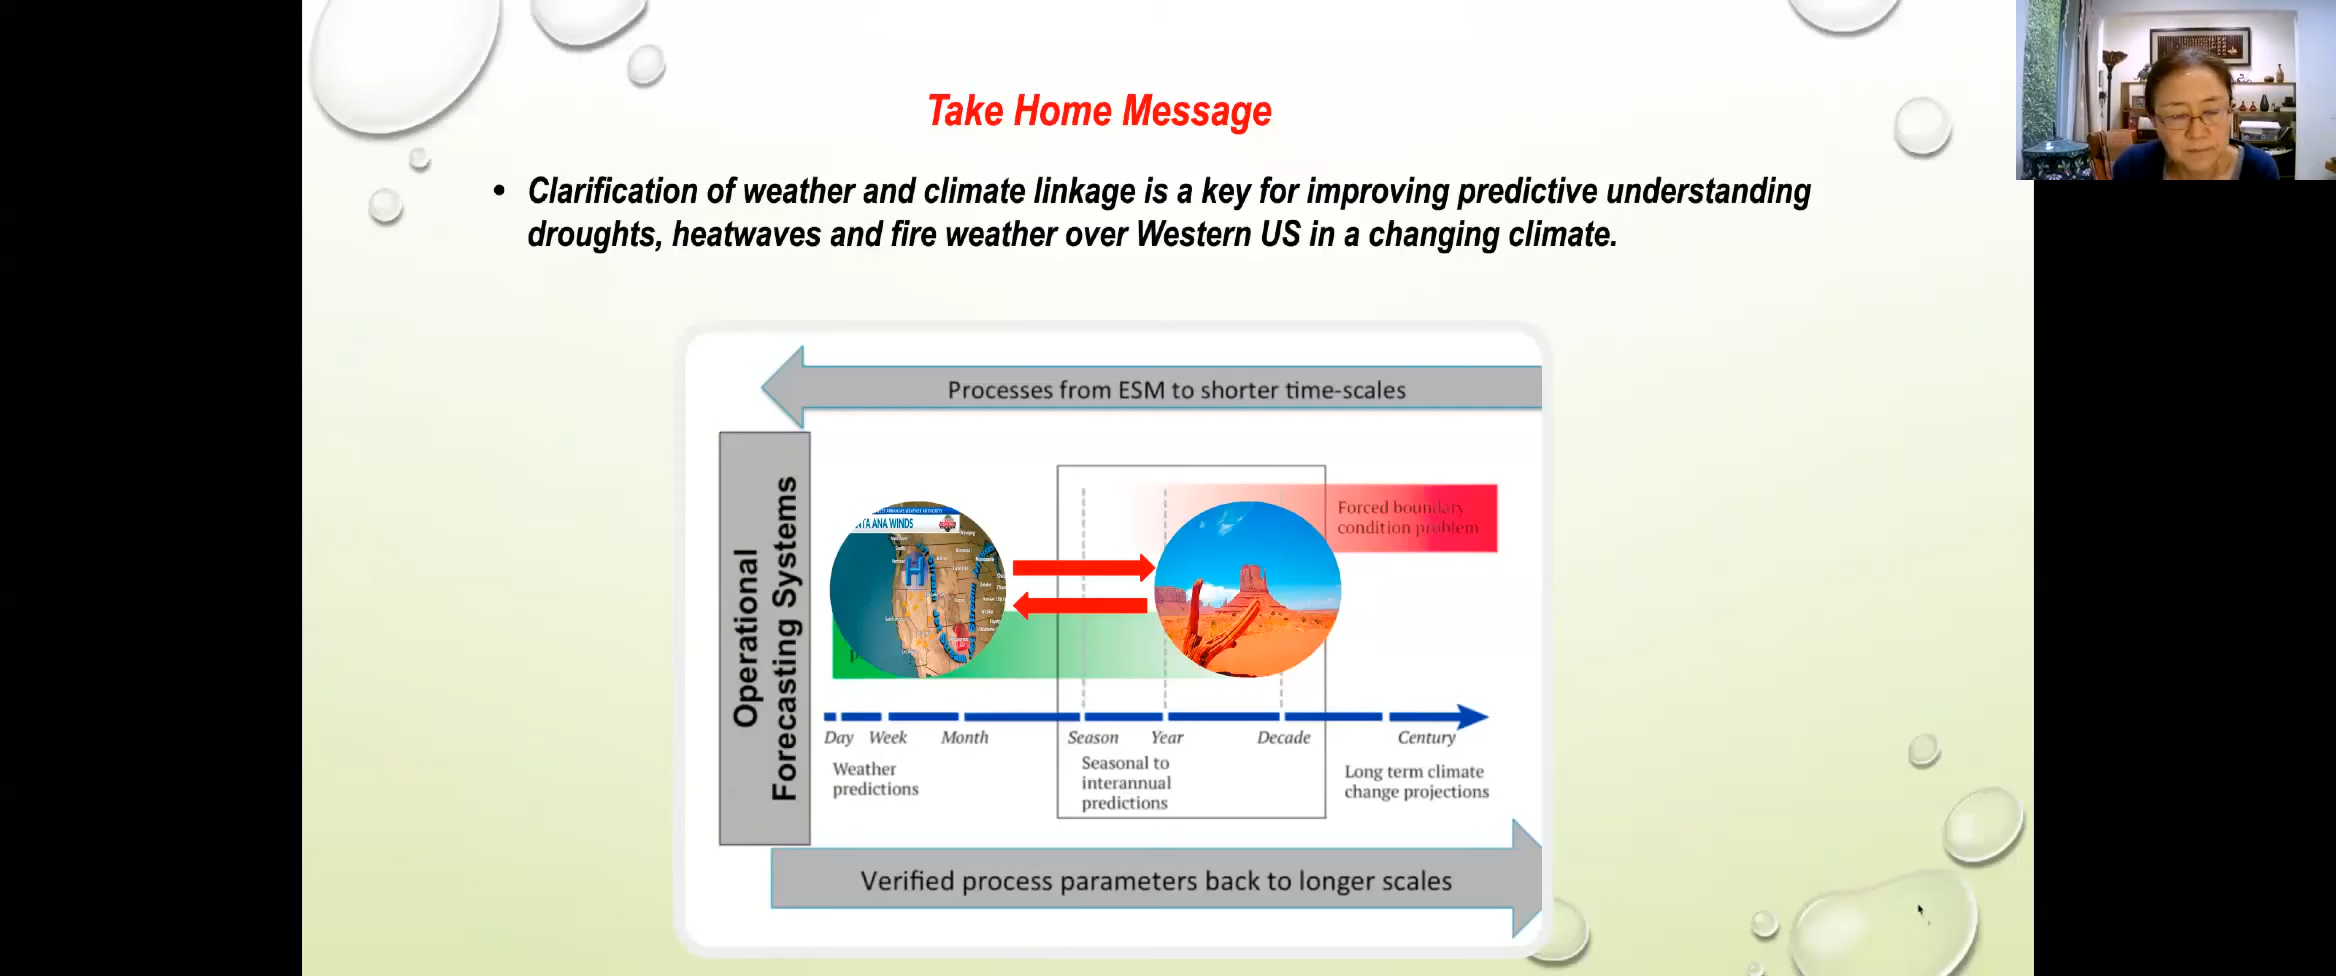 Take Home Message
• Clarification of weather and climate linkage is a key for improving predictive understanding
droughts, heatwaves and fire weather over Western US in a changing climate.
Processes from ESM to shorter time-scales
Operational
Forecasting Systems
ANA WINDS
H
Forced boundary
condition problem
Day Week Month Season Year Decade Century
Weather
predictions
Seasonal to
interannual
predictions
Long term climate
change projections
Verified process parameters back to longer scales